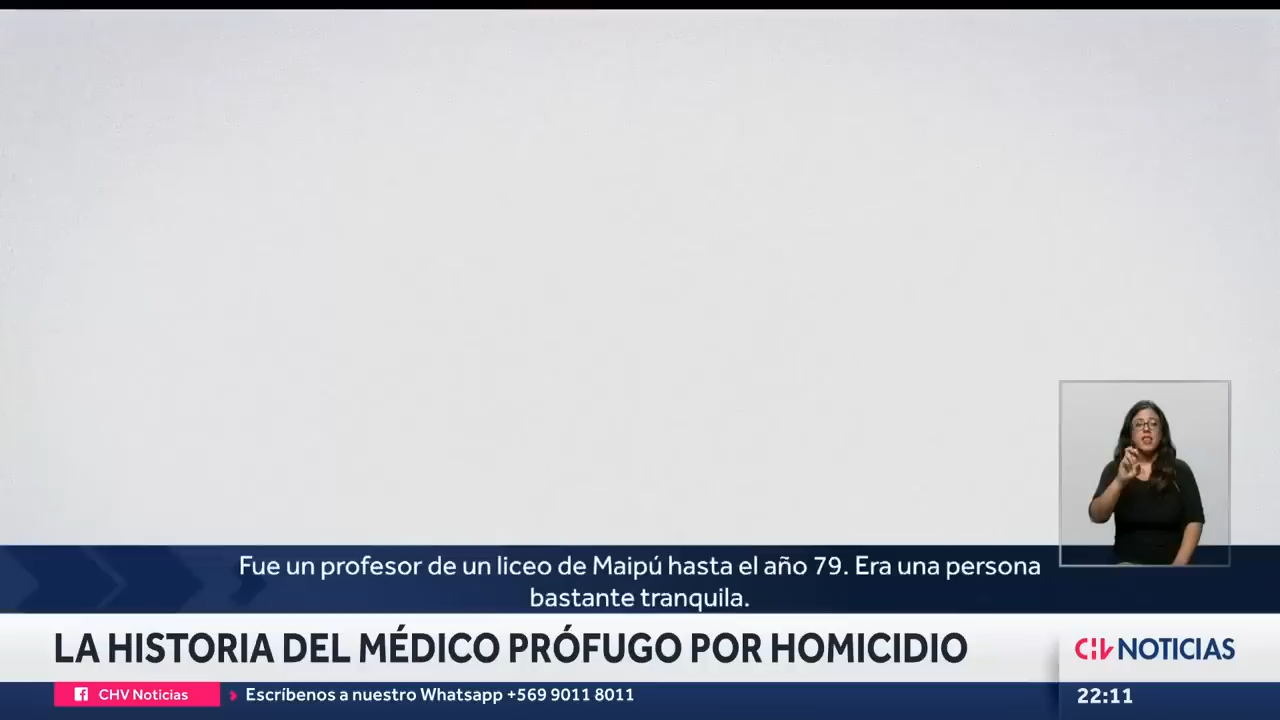 Fue un profesor de un liceo de Maipú hasta el año 79. Era una persona
bastante tranquila.
LA HISTORIA DEL MÉDICO PRÓFUGO POR HOMICIDIO
CHV NOTICIAS
CHV Noticias
Escríbenos a nuestro Whatsapp +569 9011 8011
22:11